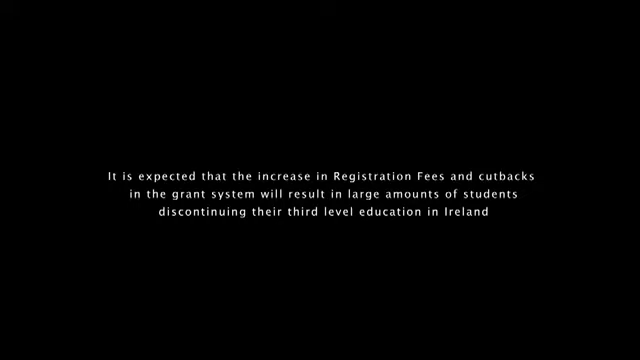 It is expected that the increase in Registration Fees and cutbacks
in the grant system will result in large amounts of students
discontinuing their third level education in Ireland